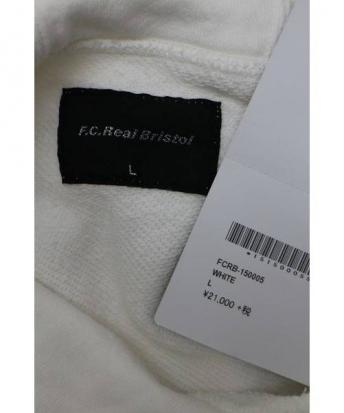 F.C.Real Bristol
L
FCRB-150005
WHITE
L
¥21,000 +税